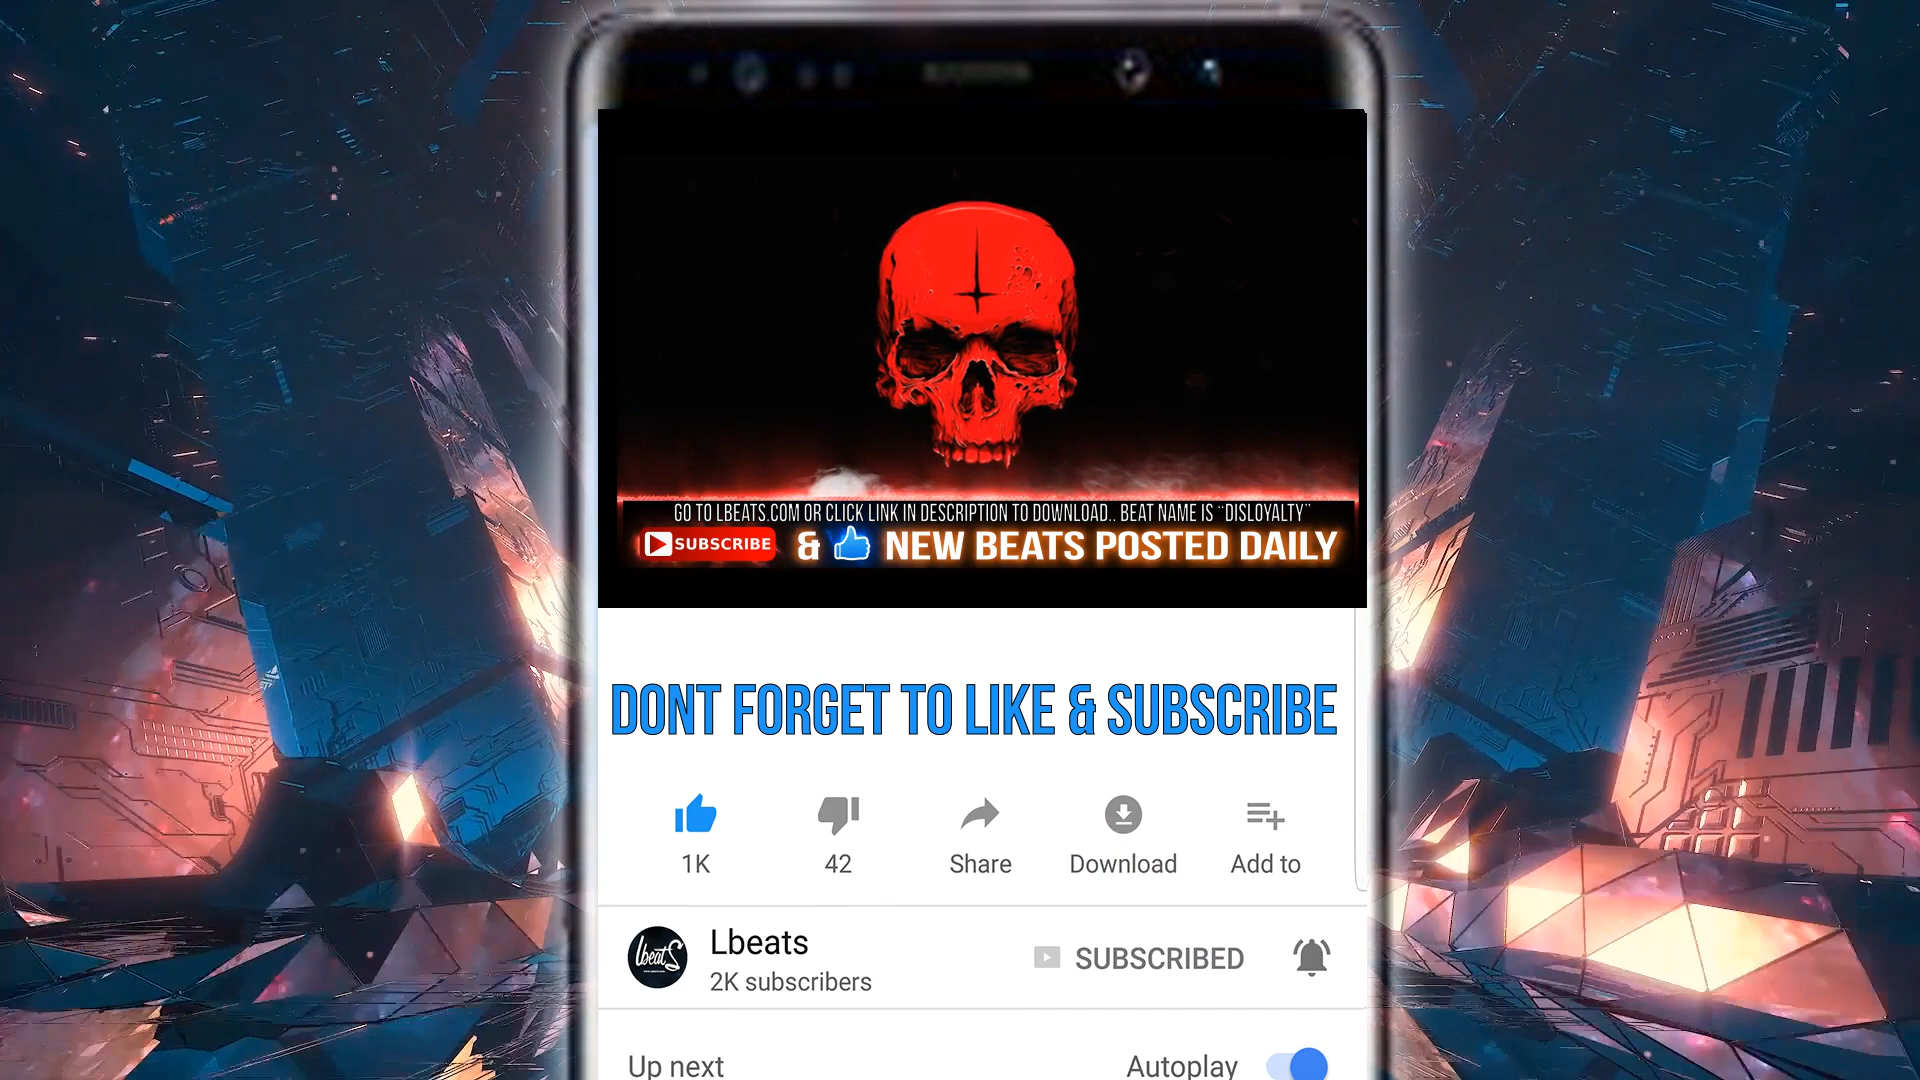 GO TO LBEATS.COM OR CLICK LINK IN DESCRIPTION TO DOWNLOAD.. BEAT NAME IS ¨DISLOYALTY¨
SUBSCRIBE & NEW BEATS POSTED DAILY
DONT FORGET TO LIKE & SUBSCRIBE
1K 42 Share Download Add to
lbeatS
Lbeats
2K subscribers
SUBSCRIBED
Up next Autoplay